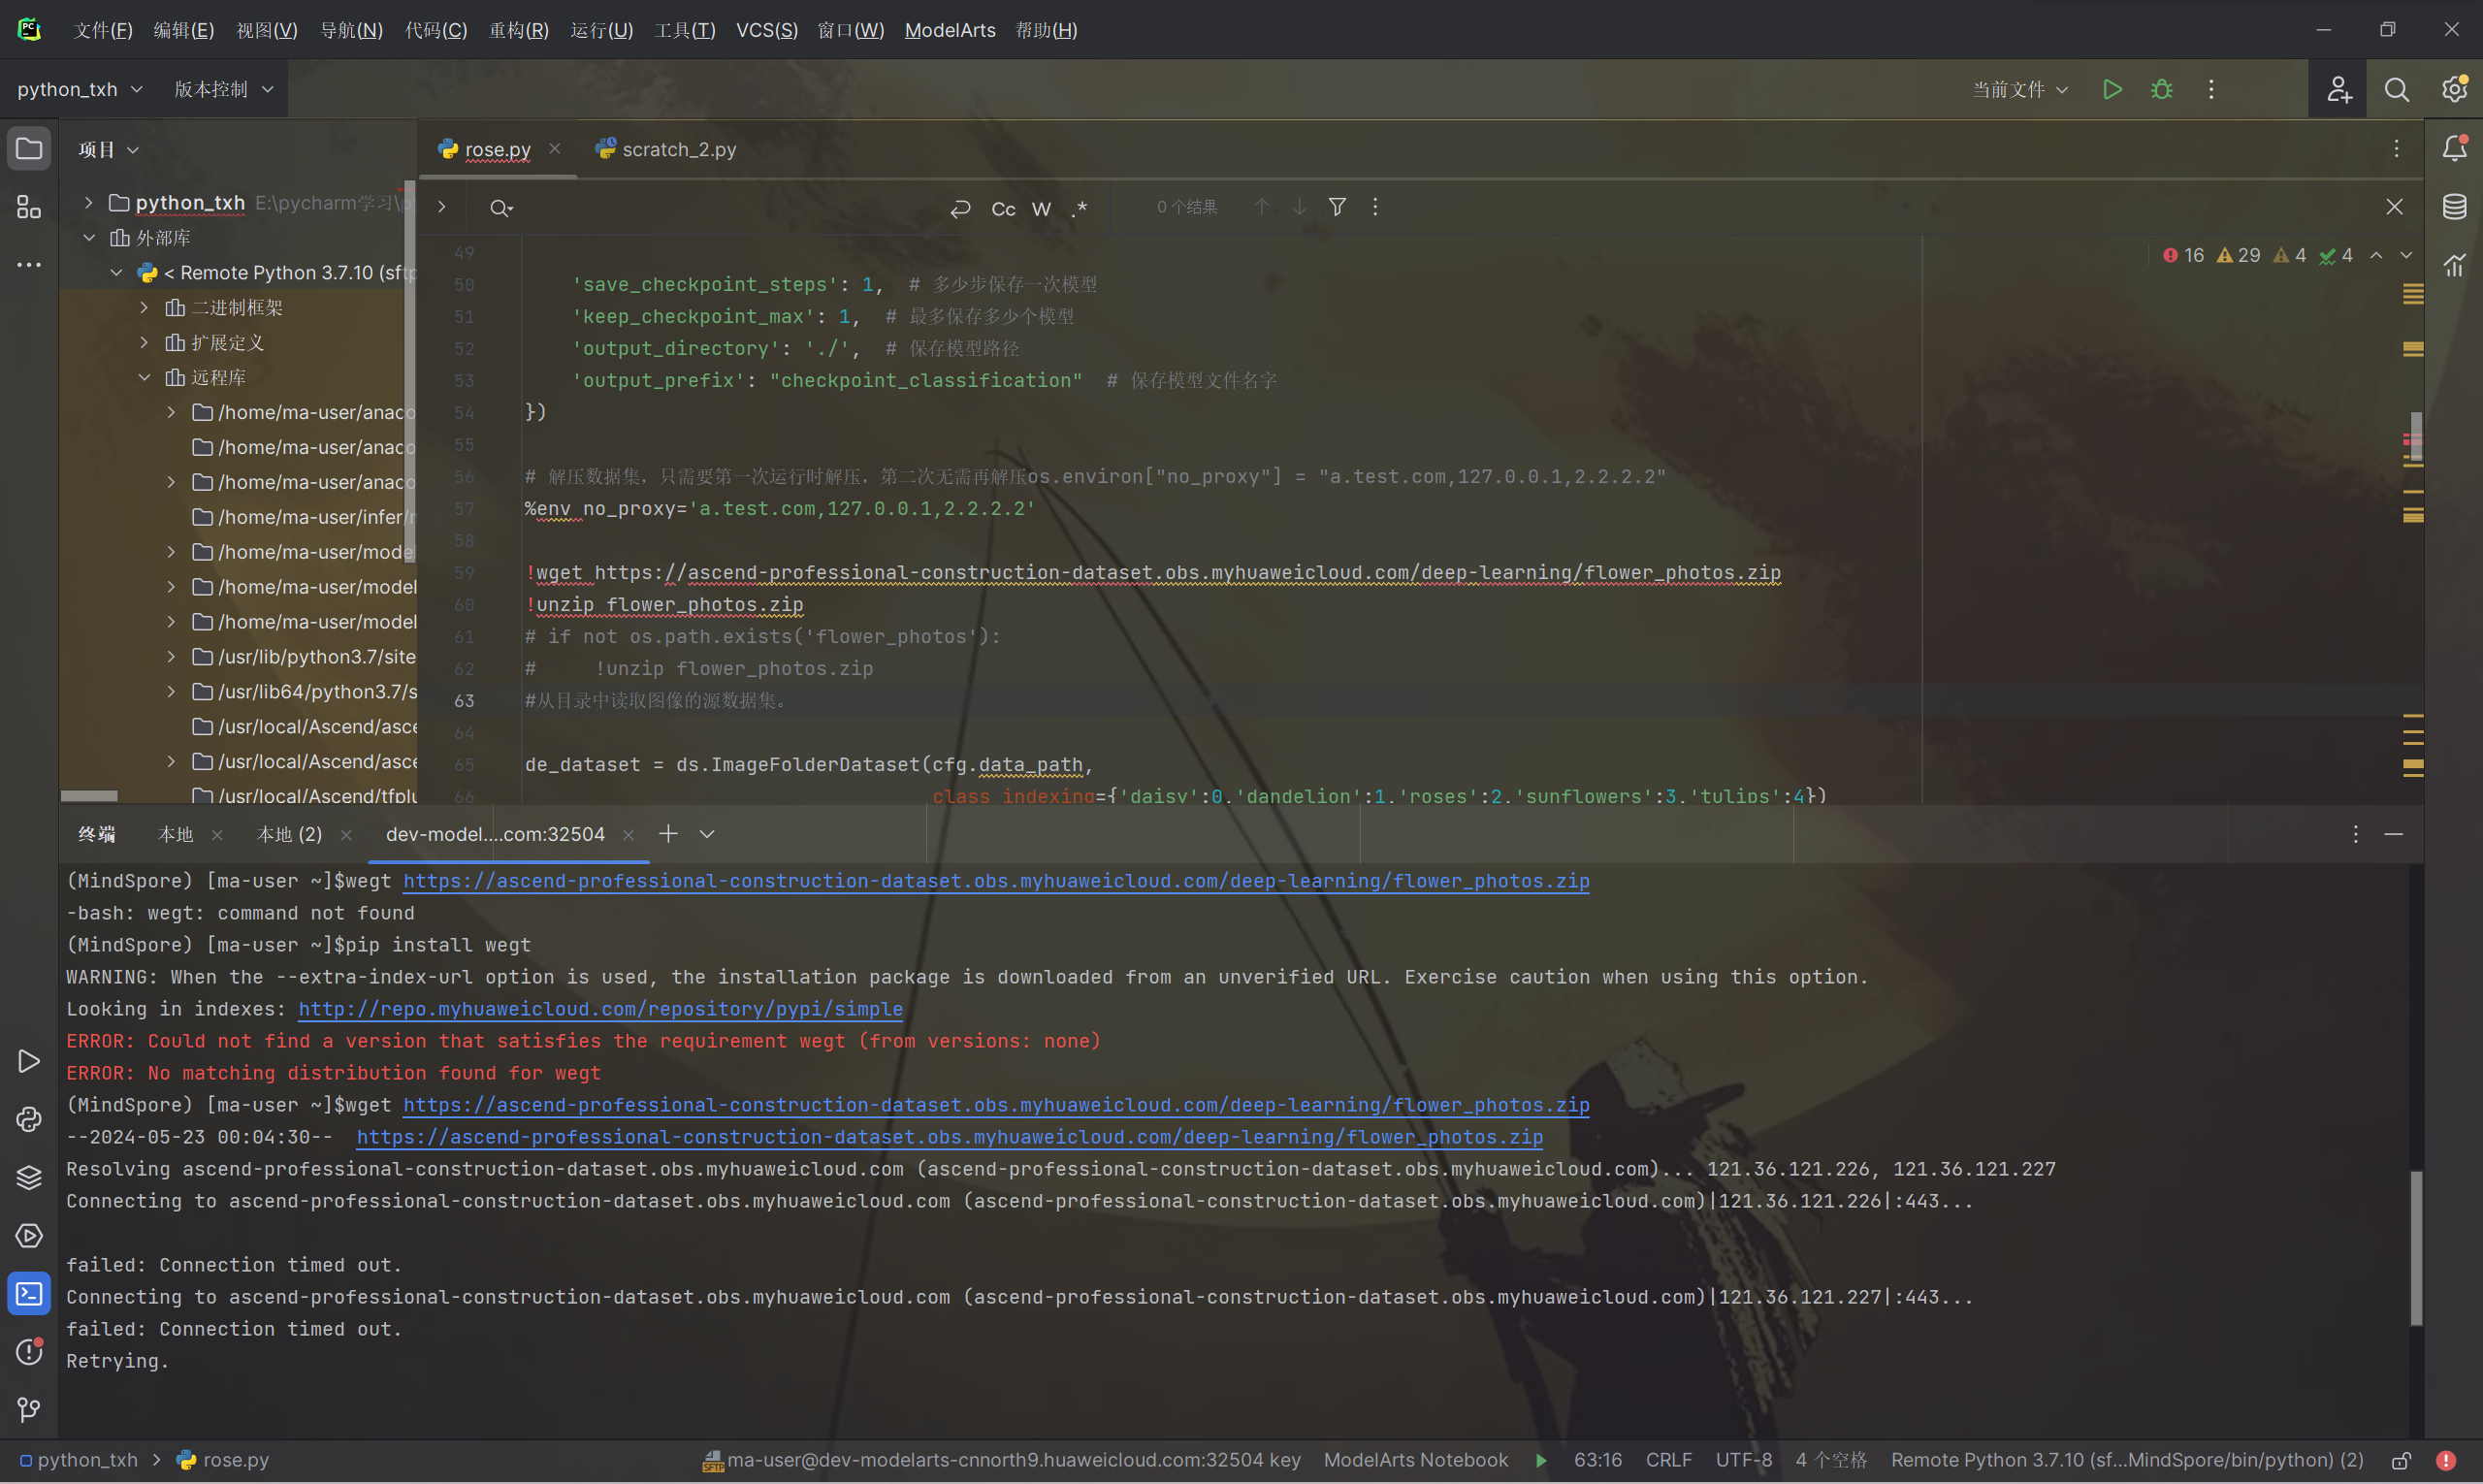 文件(F) 编辑(E) 视图(V) 导航(N) 代码(C) 重构(R) 运行(U) 工具(T) VCS(S) 窗口(W) ModelArts 帮助(H)
python_txh 版本控制 当前文件
项目
rose.py scratch_2.py
python_txh E:\pycharm学习\p
外部库
< Remote Python 3.7.10 (sftp
二进制框架
扩展定义
远程库
/home/ma-user/anaco
/home/ma-user/anaco
/home/ma-user/anaco
/home/ma-user/infer/
/home/ma-user/mode
/home/ma-user/model
/home/ma-user/model
/usr/lib/python3.7/site
/usr/lib64/python3.7/s
/usr/local/Ascend/asce
/usr/local/Ascend/asce
/usr/local/Ascend/tfplu
Cc W .* 0 个结果
16 29 4 4
49
50 'save_checkpoint_steps': 1, # 多少步保存一次模型
51 'keep_checkpoint_max': 1, # 最多保存多少个模型
52 'output_directory': './', # 保存模型路径
53 'output_prefix': "checkpoint_classification" # 保存模型文件名字
54 })
55
56 # 解压数据集，只需要第一次运行时解压，第二次无需再解压os.environ["no_proxy"] = "a.test.com,127.0.0.1,2.2.2.2"
57 %env no_proxy='a.test.com,127.0.0.1,2.2.2.2'
58
59 !wget https://ascend-professional-construction-dataset.obs.myhuaweicloud.com/deep-learning/flower_photos.zip
60 !unzip flower_photos.zip
61 # if not os.path.exists('flower_photos'):
62 #     !unzip flower_photos.zip
63 #从目录中读取图像的源数据集。
64
65 de_dataset = ds.ImageFolderDataset(cfg.data_path,
66 class_indexing={'daisy':0,'dandelion':1,'roses':2,'sunflowers':3,'tulips':4})
终端 本地 本地 (2) dev-model....com:32504
(MindSpore) [ma-user ~]$wegt https://ascend-professional-construction-dataset.obs.myhuaweicloud.com/deep-learning/flower_photos.zip
-bash: wegt: command not found
(MindSpore) [ma-user ~]$pip install wegt
WARNING: When the --extra-index-url option is used, the installation package is downloaded from an unverified URL. Exercise caution when using this option.
Looking in indexes: http://repo.myhuaweicloud.com/repository/pypi/simple
ERROR: Could not find a version that satisfies the requirement wegt (from versions: none)
ERROR: No matching distribution found for wegt
(MindSpore) [ma-user ~]$wget https://ascend-professional-construction-dataset.obs.myhuaweicloud.com/deep-learning/flower_photos.zip
--2024-05-23 00:04:30--  https://ascend-professional-construction-dataset.obs.myhuaweicloud.com/deep-learning/flower_photos.zip
Resolving ascend-professional-construction-dataset.obs.myhuaweicloud.com (ascend-professional-construction-dataset.obs.myhuaweicloud.com)... 121.36.121.226, 121.36.121.227
Connecting to ascend-professional-construction-dataset.obs.myhuaweicloud.com (ascend-professional-construction-dataset.obs.myhuaweicloud.com)|121.36.121.226|:443...
failed: Connection timed out.
Connecting to ascend-professional-construction-dataset.obs.myhuaweicloud.com (ascend-professional-construction-dataset.obs.myhuaweicloud.com)|121.36.121.227|:443...
failed: Connection timed out.
Retrying.
python_txh rose.py SFTP ma-user@dev-modelarts-cnnorth9.huaweicloud.com:32504 key ModelArts Notebook 63:16 CRLF UTF-8 4 个空格 Remote Python 3.7.10 (sf...MindSpore/bin/python) (2)